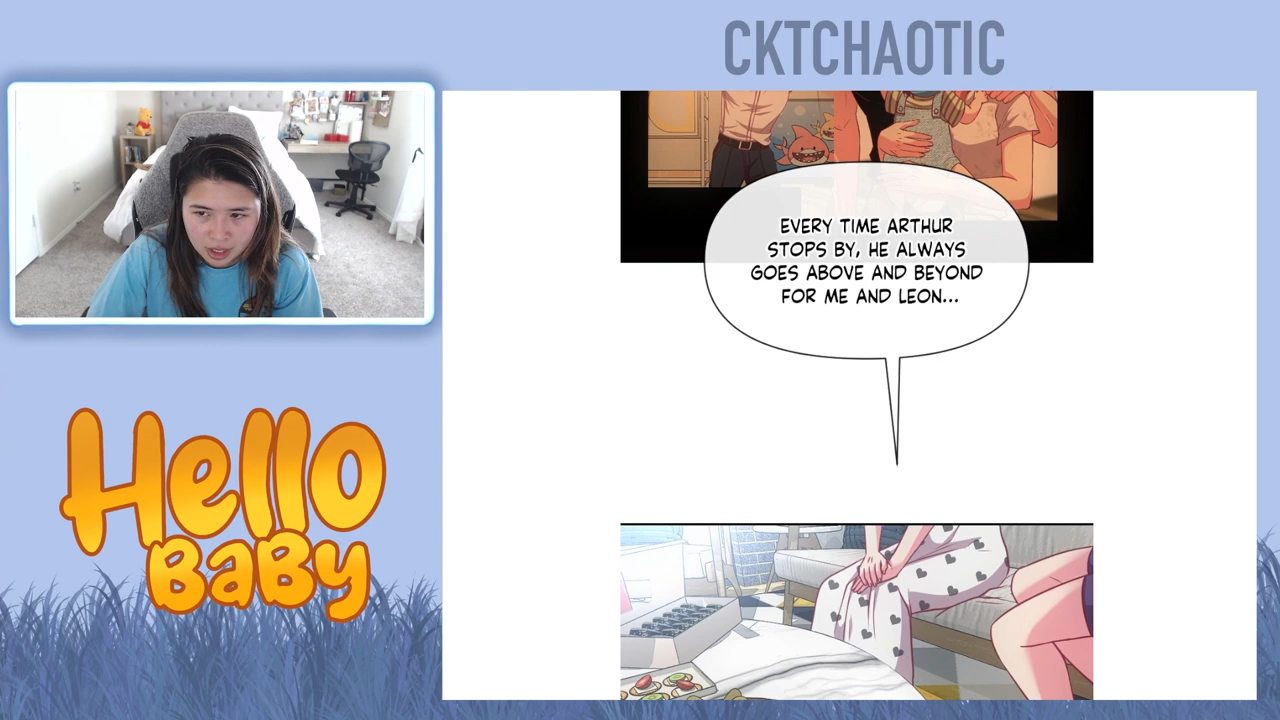 CKTCHAOTIC
EVERY TIME ARTHUR
STOPS BY, HE ALWAYS
GOES ABOVE AND BEYOND
FOR ME AND LEON...
Hello
BaBy